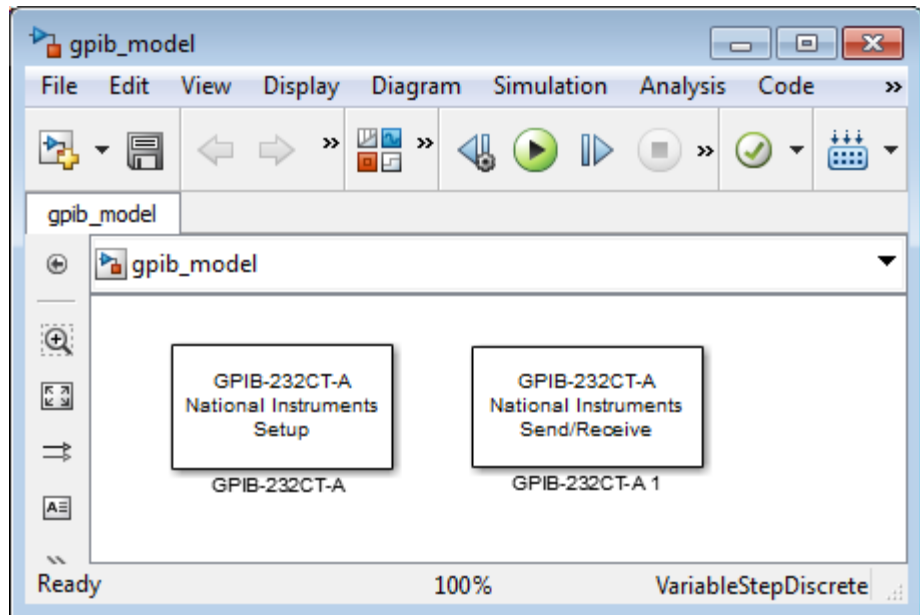 gpib_model
File Edit View Display Diagram Simulation Analysis Code »
» »  »
gpib_model
gpib_model
GPIB-232CT-A
National Instruments
Setup
GPIB-232CT-A
GPIB-232CT-A
National Instruments
Send/Receive
GPIB-232CT-A 1
A
»
Ready 100% VariableStepDiscrete